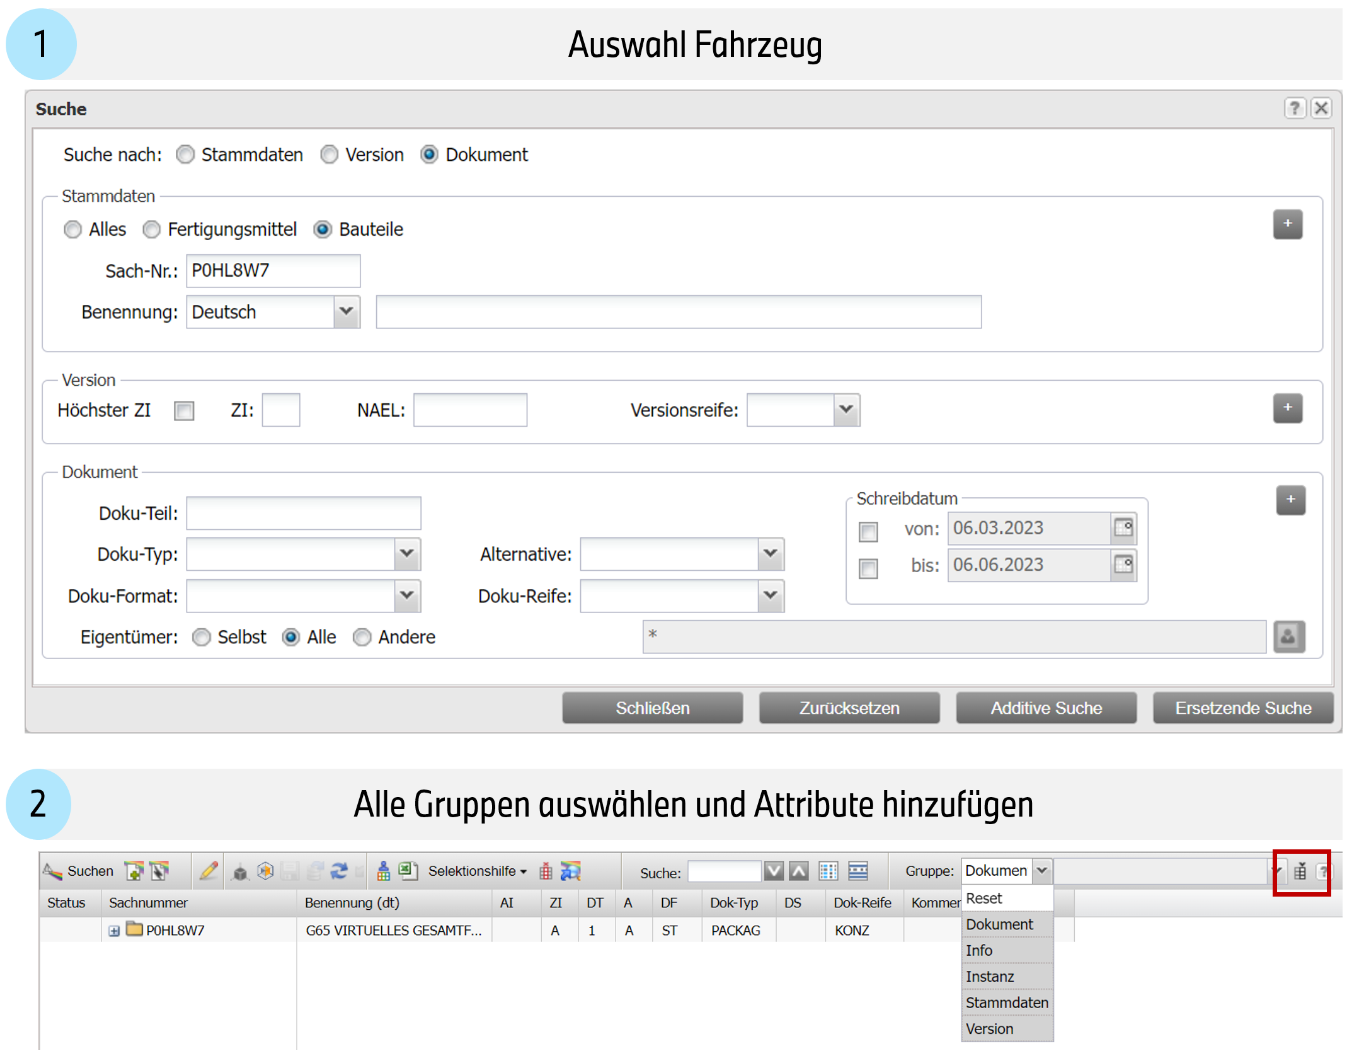 1
Auswahl Fahrzeug
Suche
?
Suche nach: Stammdaten Version Dokument
Stammdaten
Alles Fertigungsmittel Bauteile
+
Sach-Nr.: P0HL8W7
Benennung: Deutsch
Version
Höchster ZI ZI: NAEL: Versionsreife:
+
Dokument
Doku-Teil:
Schreibdatum
+
von: 06.03.2023
Doku-Typ: Alternative:
bis: 06.06.2023
Doku-Format: Doku-Reife:
Eigentümer: Selbst Alle Andere *
Schließen Zurücksetzen Additive Suche Ersetzende Suche
2
Alle Gruppen auswählen und Attribute hinzufügen
Suchen Selektionshilfe Suche: Gruppe: Dokumen ?
Status Sachnummer Benennung (dt) AI ZI DT A DF Dok-Typ DS Dok-Reife Kommer
P0HL8W7 G65 VIRTUELLES GESAMTF... A 1 A ST PACKAG KONZ
Reset
Dokument
Info
Instanz
Stammdaten
Version